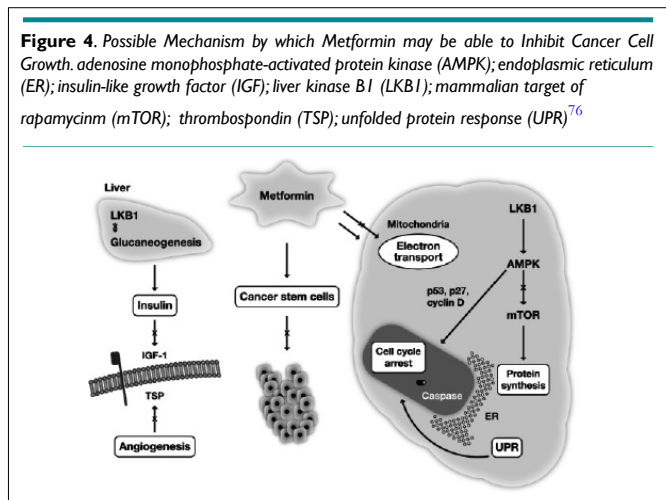 Figure 4. Possible Mechanism by which Metformin may be able to Inhibit Cancer Cell
Growth. adenosine monophosphate-activated protein kinase (AMPK); endoplasmic reticulum
(ER); insulin-like growth factor (IGF); liver kinase B1 (LKB1); mammalian target of
rapamycinm (mTOR); thrombospondin (TSP); unfolded protein response (UPR)76
Liver
LKB1
Glucaneogenesis
Insulin
IGF-1
TSP
Angiogenesis
Metformin
Cancer stem cells
Mitochondria
Electron
transport
LKB1
AMPK
p53, p27,
cyclin D
mTOR
Cell cycle
arrest
Caspase
Protein
synthesis
ER
UPR